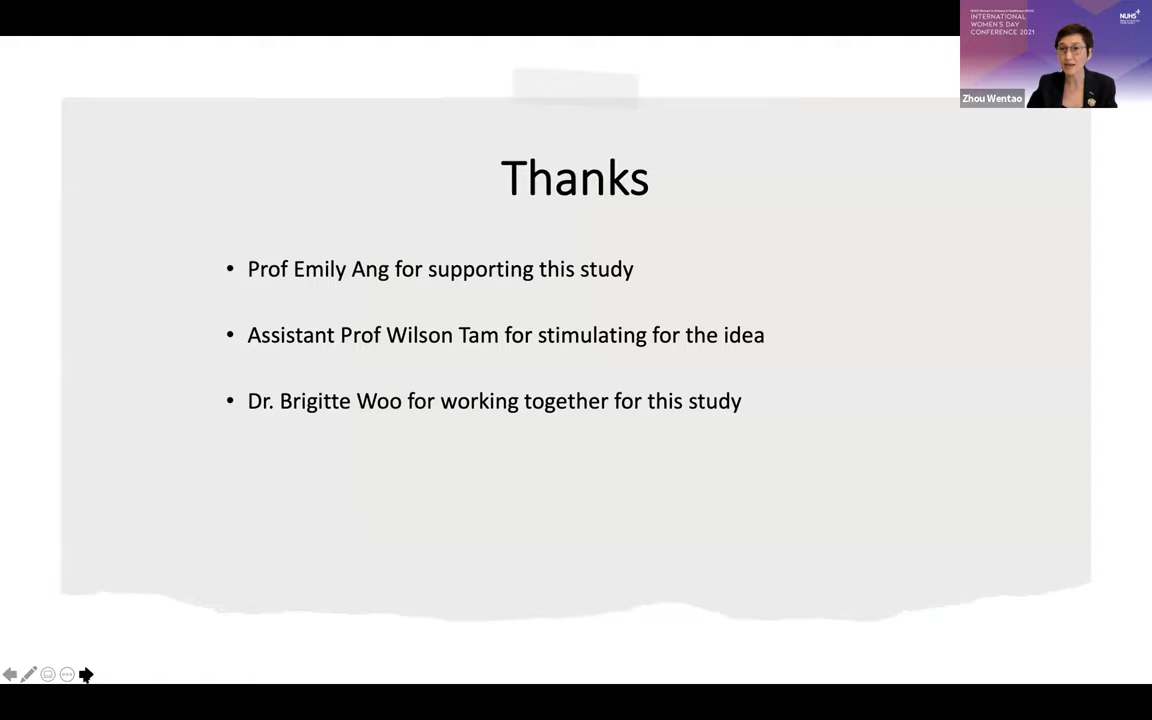 INTERNATIONAL
WOMEN'S DAY
CONFERENCE 2021
NUHS
Zhou Wentao
Thanks
• Prof Emily Ang for supporting this study
• Assistant Prof Wilson Tam for stimulating for the idea
• Dr. Brigitte Woo for working together for this study